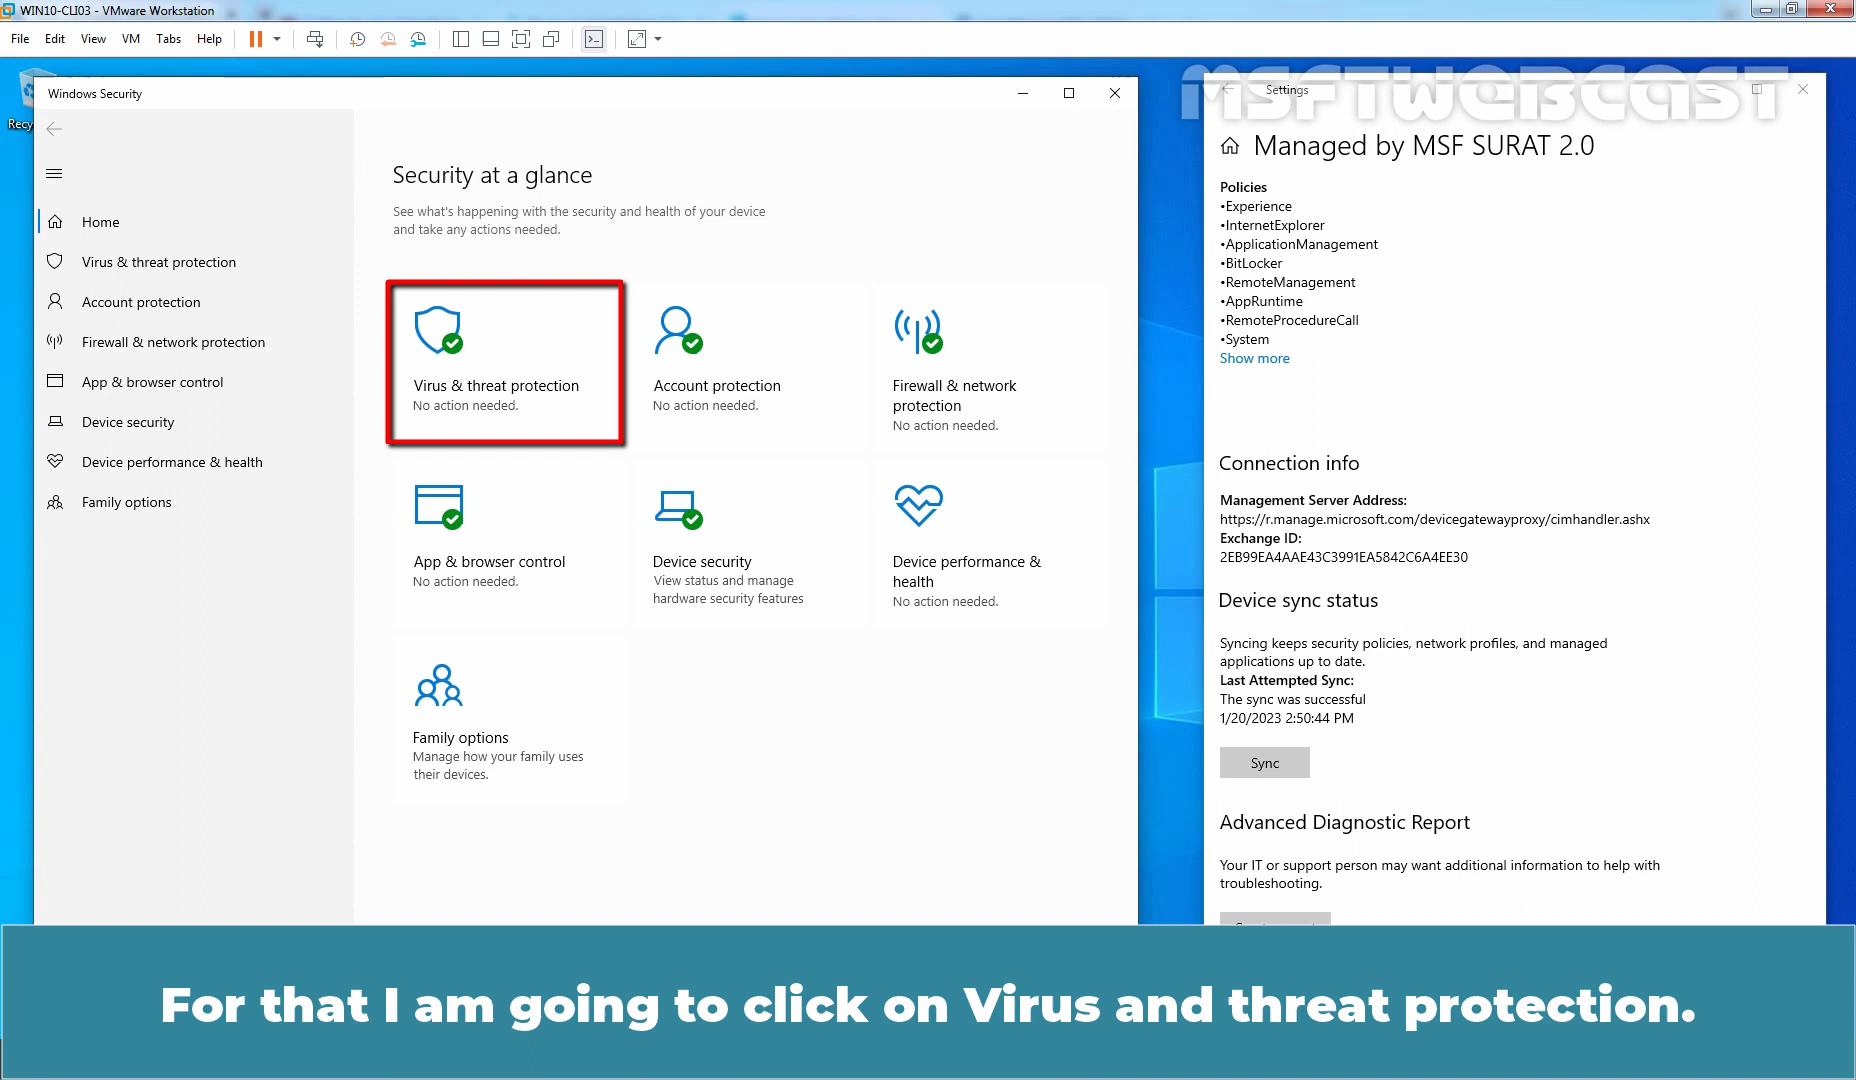 WIN10-CLI03 - VMware Workstation
File Edit View VM Tabs Help
MSFTWEBCAST
Windows Security
Home
Virus & threat protection
Account protection
Firewall & network protection
App & browser control
Device security
Device performance & health
Family options
Security at a glance
See what's happening with the security and health of your device
and take any actions needed.
Virus & threat protection
No action needed.
Account protection
No action needed.
Firewall & network
protection
No action needed.
App & browser control
No action needed.
Device security
View status and manage
hardware security features
Device performance &
health
No action needed.
Family options
Manage how your family uses
their devices.
Settings
Managed by MSF SURAT 2.0
Policies
•Experience
•InternetExplorer
•ApplicationManagement
•BitLocker
•RemoteManagement
•AppRuntime
•RemoteProcedureCall
•System
Show more
Connection info
Management Server Address:
https://r.manage.microsoft.com/devicegatewayproxy/cimhandler.ashx
Exchange ID:
2EB99EA4AAE43C3991EA5842C6A4EE30
Device sync status
Syncing keeps security policies, network profiles, and managed
applications up to date.
Last Attempted Sync:
The sync was successful
1/20/2023 2:50:44 PM
Sync
Advanced Diagnostic Report
Your IT or support person may want additional information to help with
troubleshooting.
For that I am going to click on Virus and threat protection.